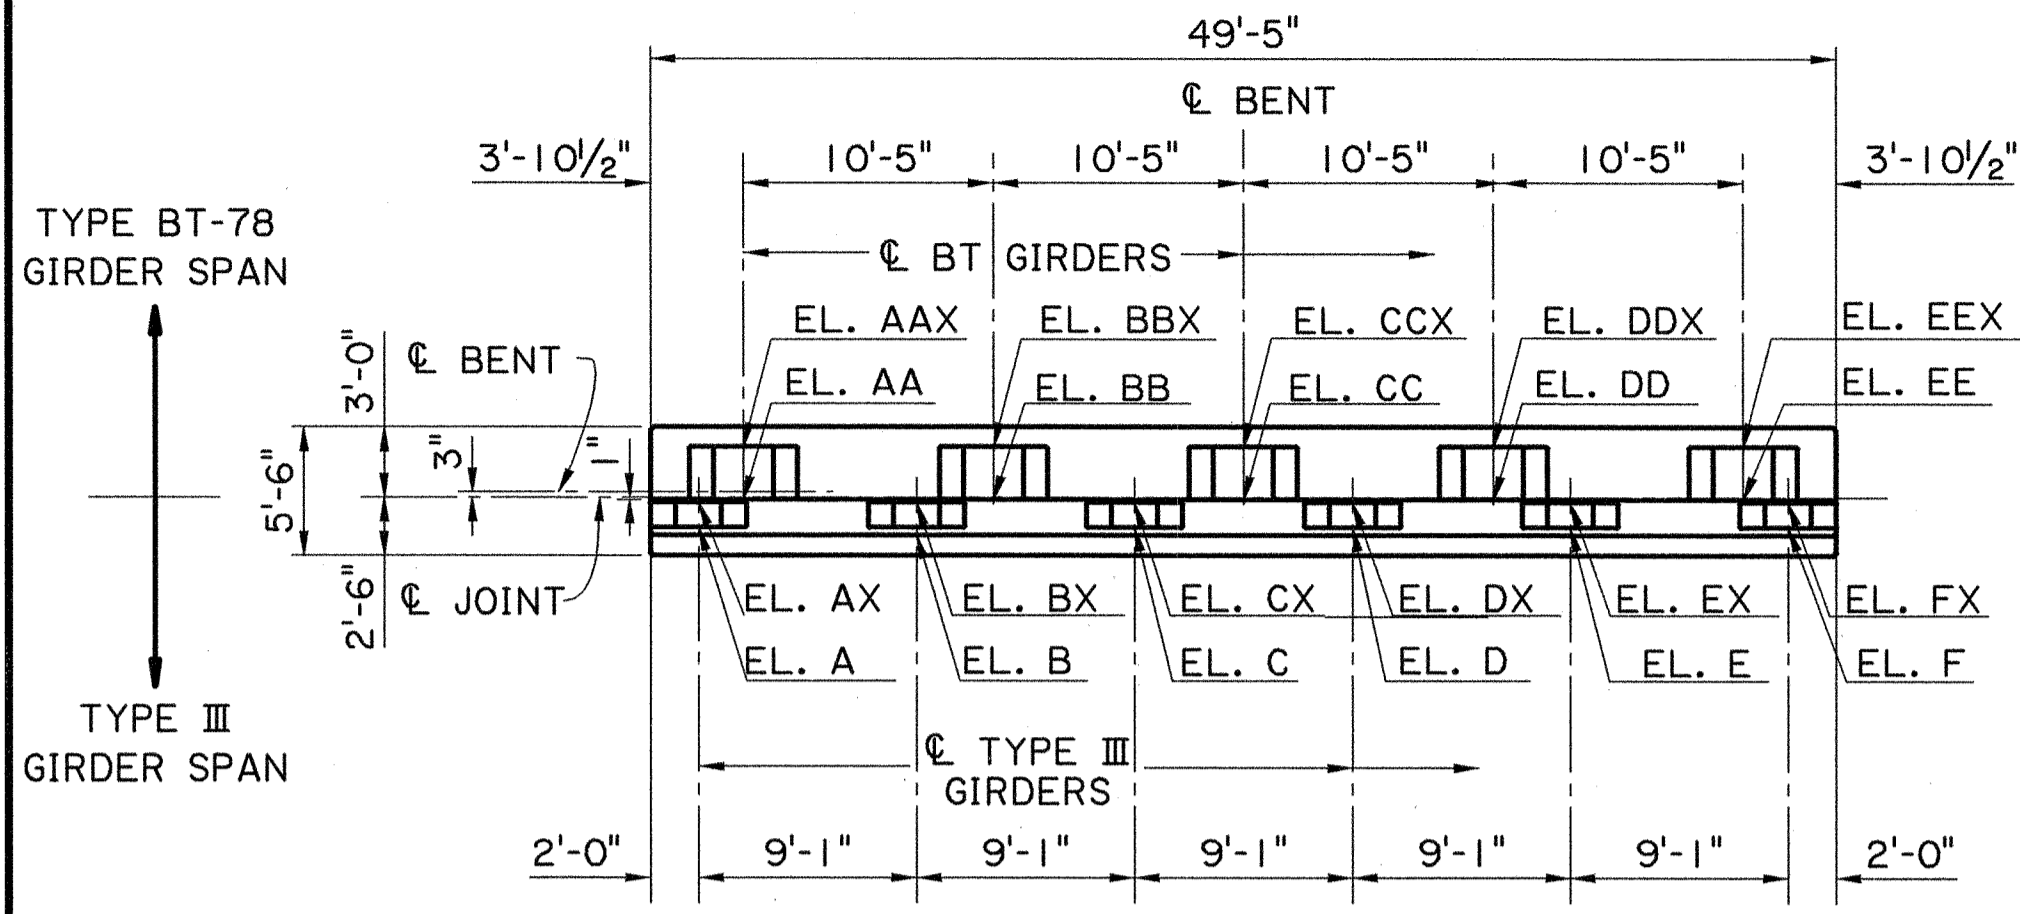 49'-5"
℄ BENT
3'-10½" 10'-5" 10'-5" 10'-5" 10'-5" 3'-10½"
TYPE BT-78
GIRDER SPAN
℄ BT GIRDERS
EL. AAX EL. BBX EL. CCX EL. DDX EL. EEX
℄ BENT
EL. AA EL. BB EL. CC EL. DD EL. EE
3'-0"
3"
1"
5'-6"
2'-6"
℄ JOINT
EL. AX EL. BX EL. CX EL. DX EL. EX EL. FX
EL. A EL. B EL. C EL. D EL. E EL. F
TYPE III
GIRDER SPAN
℄ TYPE III
GIRDERS
2'-0" 9'-1" 9'-1" 9'-1" 9'-1" 9'-1" 2'-0"